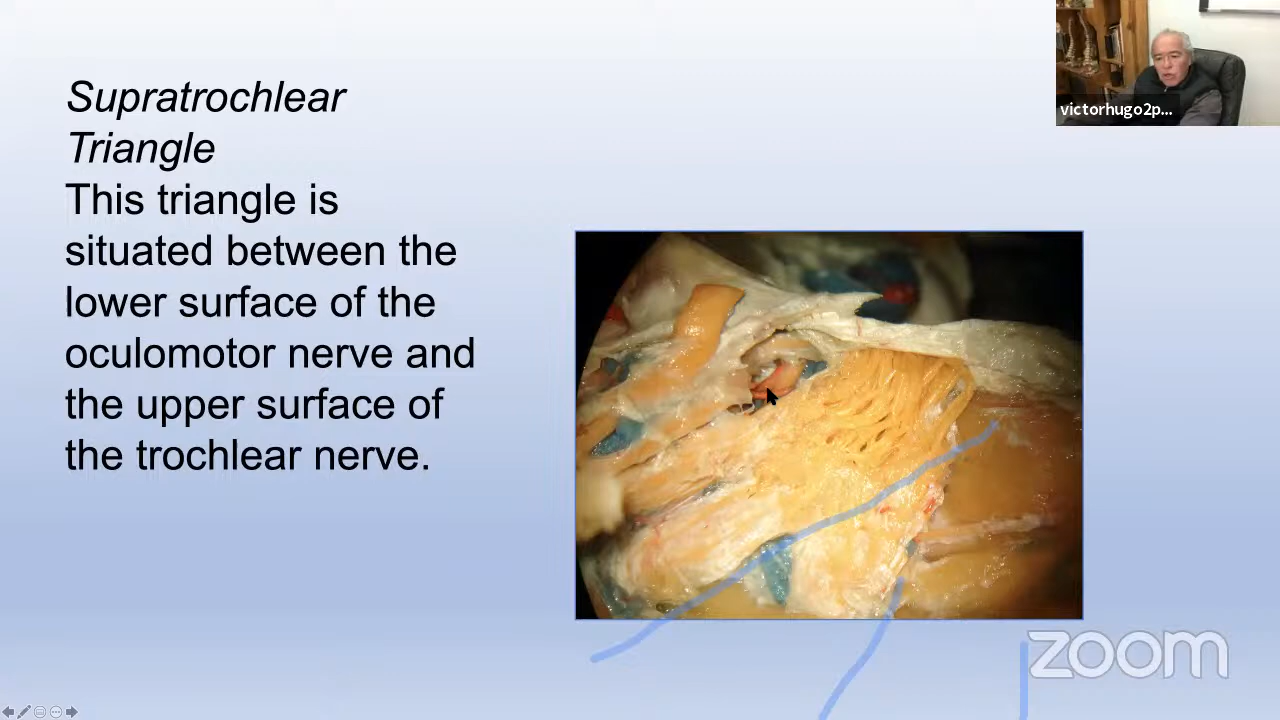 Supratrochlear
Triangle
This triangle is
situated between the
lower surface of the
oculomotor nerve and
the upper surface of
the trochlear nerve.
victorhugo2p...
zoom